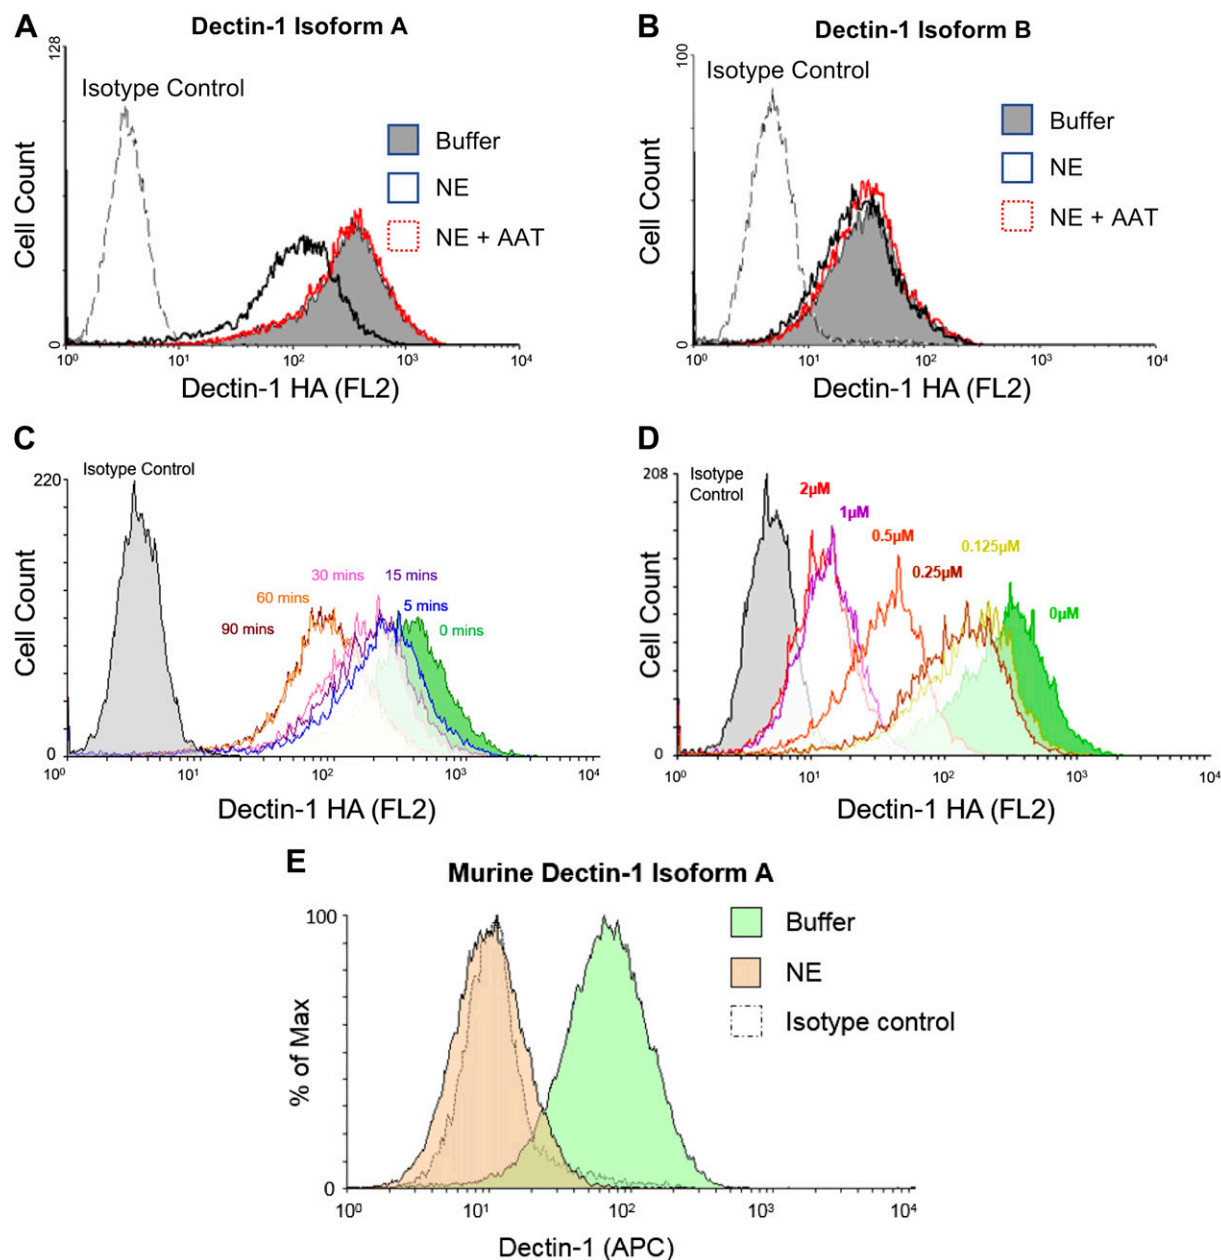 A
Dectin-1 Isoform A
128
Isotype Control
Buffer
NE
NE + AAT
Cell Count
0
10⁰ 10¹ 10² 10³ 10⁴
Dectin-1 HA (FL2)
B
Dectin-1 Isoform B
100
Isotype Control
Buffer
NE
NE + AAT
Cell Count
0
10⁰ 10¹ 10² 10³ 10⁴
Dectin-1 HA (FL2)
C
Isotype Control
220
30 mins 15 mins
60 mins 5 mins
90 mins 0 mins
Cell Count
0
10⁰ 10¹ 10² 10³ 10⁴
Dectin-1 HA (FL2)
D
208
Isotype
Control
2µM
1µM
0.5µM
0.125µM
0.25µM
0µM
Cell Count
0
10⁰ 10¹ 10² 10³ 10⁴
Dectin-1 HA (FL2)
E
Murine Dectin-1 Isoform A
100
Buffer
NE
Isotype control
% of Max
0
10⁰ 10¹ 10² 10³ 10⁴
Dectin-1 (APC)